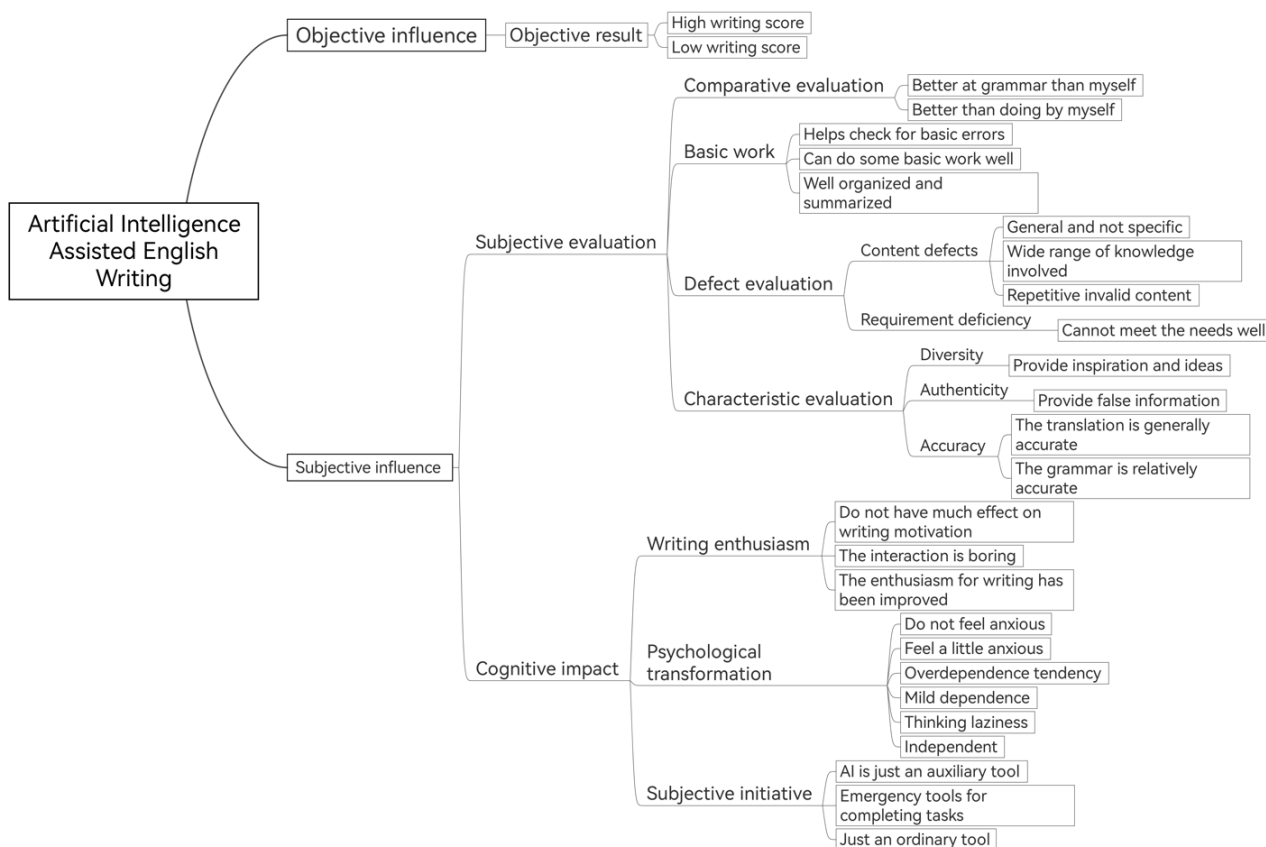 Objective influence
Objective result
High writing score
Low writing score
Artificial Intelligence
Assisted English
Writing
Subjective influence
Subjective evaluation
Comparative evaluation
Better at grammar than myself
Better than doing by myself
Basic work
Helps check for basic errors
Can do some basic work well
Well organized and
summarized
Defect evaluation
Content defects
General and not specific
Wide range of knowledge
involved
Repetitive invalid content
Requirement deficiency
Cannot meet the needs well
Characteristic evaluation
Diversity
Provide inspiration and ideas
Authenticity
Provide false information
Accuracy
The translation is generally
accurate
The grammar is relatively
accurate
Cognitive impact
Writing enthusiasm
Do not have much effect on
writing motivation
The interaction is boring
The enthusiasm for writing has
been improved
Psychological
transformation
Do not feel anxious
Feel a little anxious
Overdependence tendency
Mild dependence
Thinking laziness
Independent
Subjective initiative
AI is just an auxiliary tool
Emergency tools for
completing tasks
Just an ordinary tool